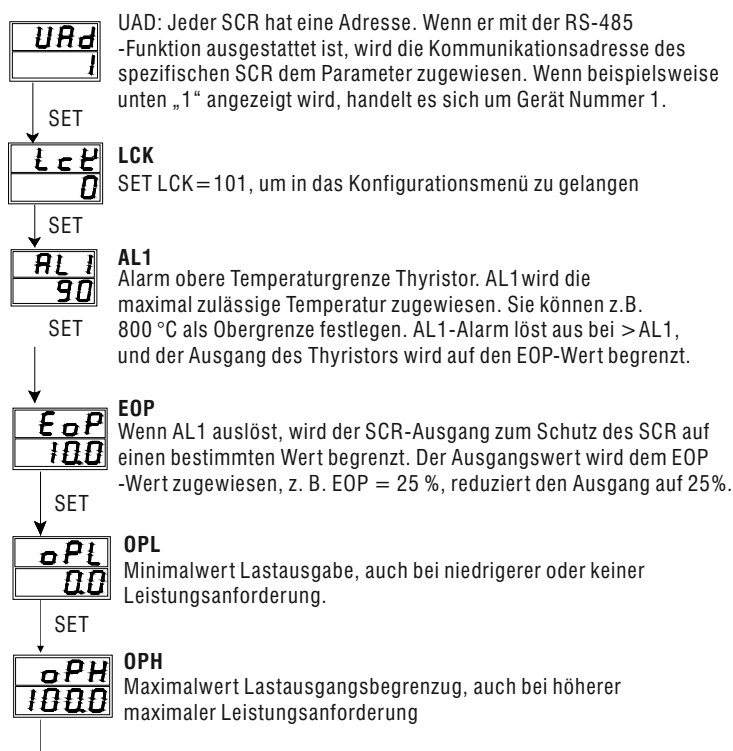 UAd
1
UAD: Jeder SCR hat eine Adresse. Wenn er mit der RS-485
-Funktion ausgestattet ist, wird die Kommunikationsadresse des
spezifischen SCR dem Parameter zugewiesen. Wenn beispielsweise
unten „1“ angezeigt wird, handelt es sich um Gerät Nummer 1.
SET
LcK
0
LCK
SET LCK=101, um in das Konfigurationsmenü zu gelangen
SET
AL1
90
AL1
Alarm obere Temperaturgrenze Thyristor. AL1wird die
maximal zulässige Temperatur zugewiesen. Sie können z.B.
800 °C als Obergrenze festlegen. AL1-Alarm löst aus bei >AL1,
und der Ausgang des Thyristors wird auf den EOP-Wert begrenzt.
SET
EoP
10.0
EOP
Wenn AL1 auslöst, wird der SCR-Ausgang zum Schutz des SCR auf
einen bestimmten Wert begrenzt. Der Ausgangswert wird dem EOP
-Wert zugewiesen, z. B. EOP = 25 %, reduziert den Ausgang auf 25%.
SET
oPL
0.0
OPL
Minimalwert Lastausgabe, auch bei niedrigerer oder keiner
Leistungsanforderung.
SET
oPH
100.0
OPH
Maximalwert Lastausgangsbegrenzug, auch bei höherer
maximaler Leistungsanforderung